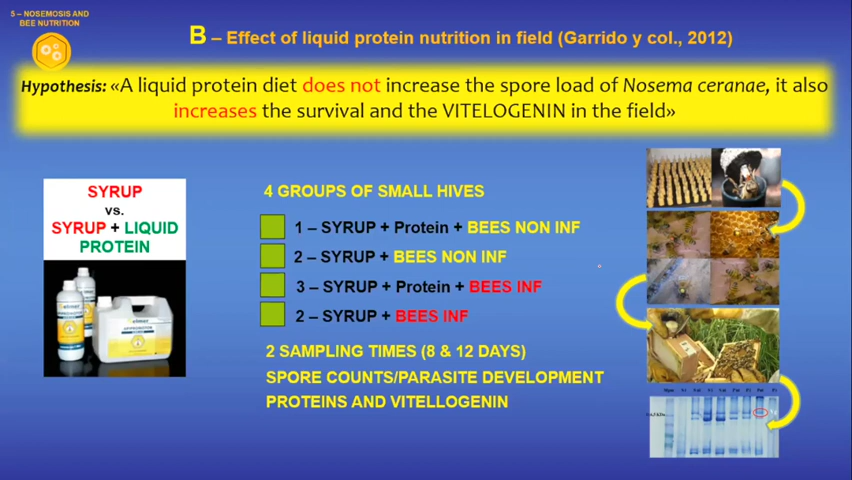 5 – NOSEMOSIS AND
BEE NUTRITION
B – Effect of liquid protein nutrition in field (Garrido y col., 2012)
Hypothesis: «A liquid protein diet does not increase the spore load of Nosema ceranae, it also
increases the survival and the VITELOGENIN in the field»
SYRUP
vs.
SYRUP + LIQUID
PROTEIN
4 GROUPS OF SMALL HIVES
1 – SYRUP + Protein + BEES NON INF
2 – SYRUP + BEES NON INF
3 – SYRUP + Protein + BEES INF
2 – SYRUP + BEES INF
2 SAMPLING TIMES (8 & 12 DAYS)
SPORE COUNTS/PARASITE DEVELOPMENT
PROTEINS AND VITELLOGENIN